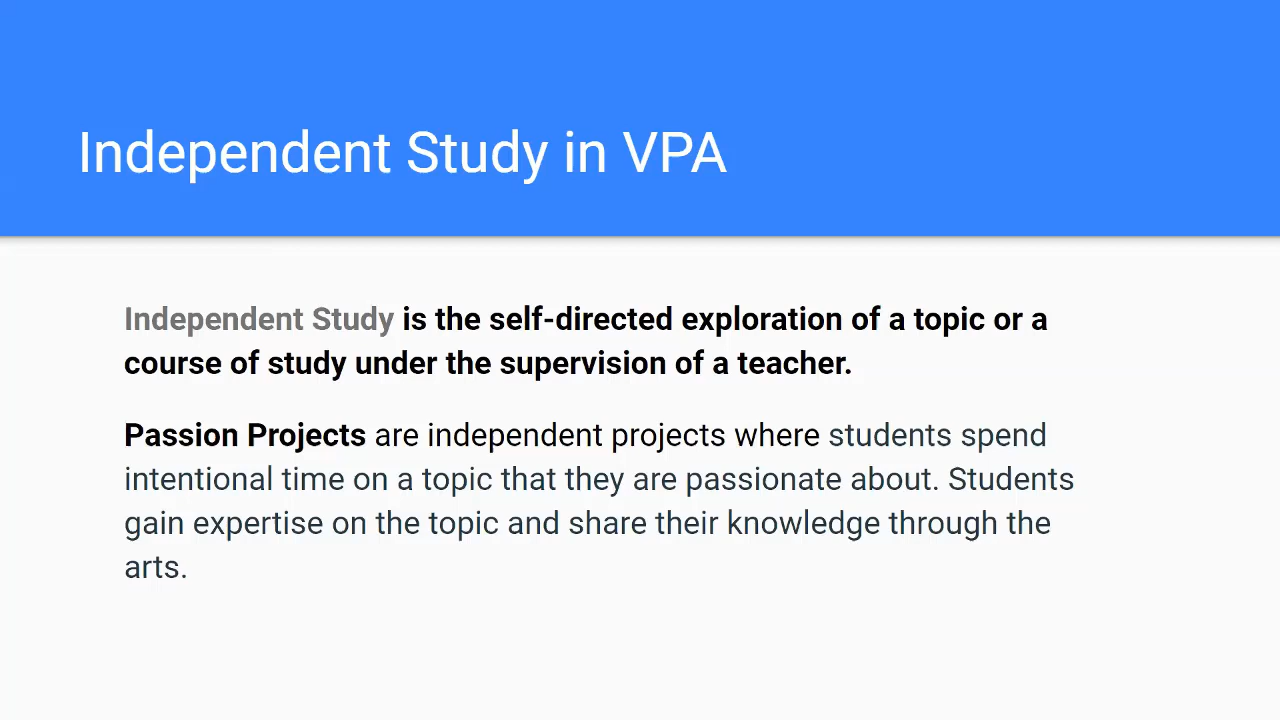 Independent Study in VPA
Independent Study is the self-directed exploration of a topic or a
course of study under the supervision of a teacher.
Passion Projects are independent projects where students spend
intentional time on a topic that they are passionate about. Students
gain expertise on the topic and share their knowledge through the
arts.